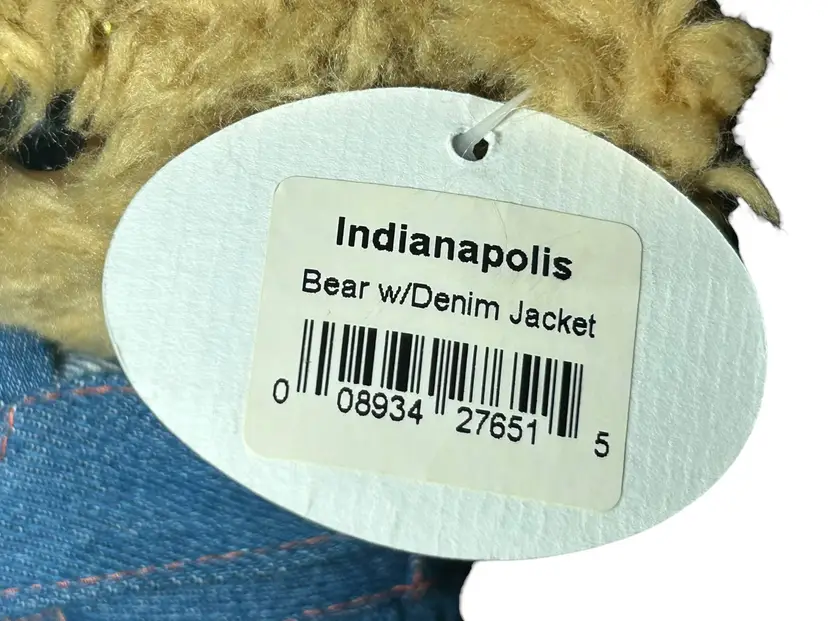 Indianapolis
Bear w/Denim Jacket
0 08934 27651 5